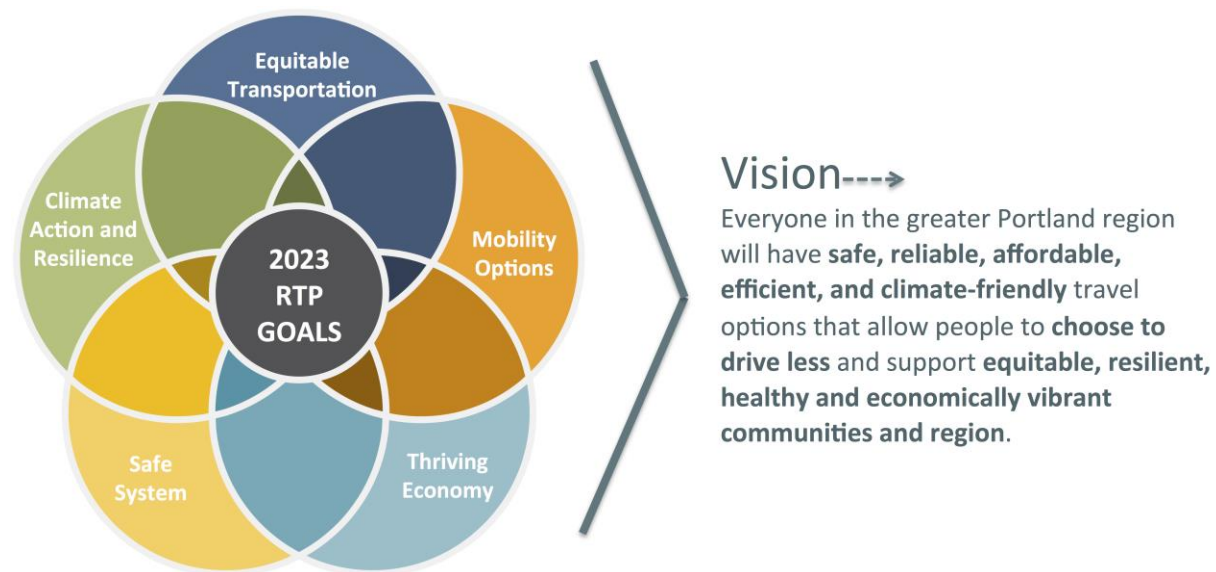 Equitable
Transportation
Climate
Action and
Resilience
Mobility
Options
2023
RTP
GOALS
Safe
System
Thriving
Economy
Vision---->
Everyone in the greater Portland region
will have safe, reliable, affordable,
efficient, and climate-friendly travel
options that allow people to choose to
drive less and support equitable, resilient,
healthy and economically vibrant
communities and region.